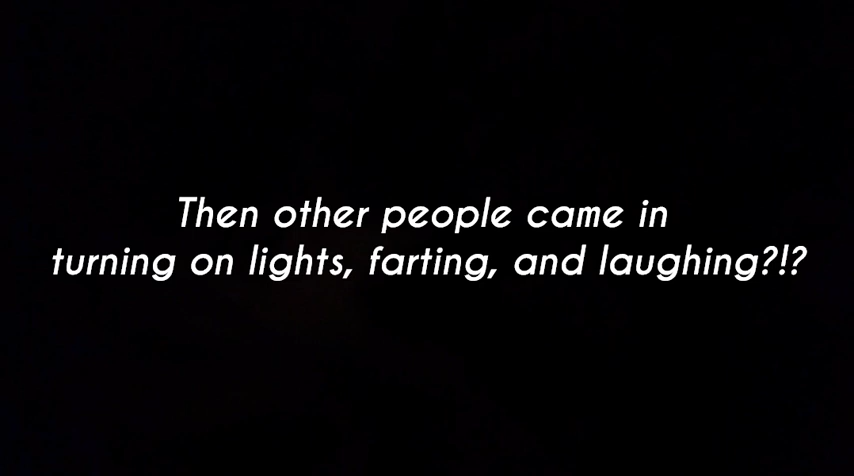 Then other people came in
turning on lights, farting, and laughing?!?